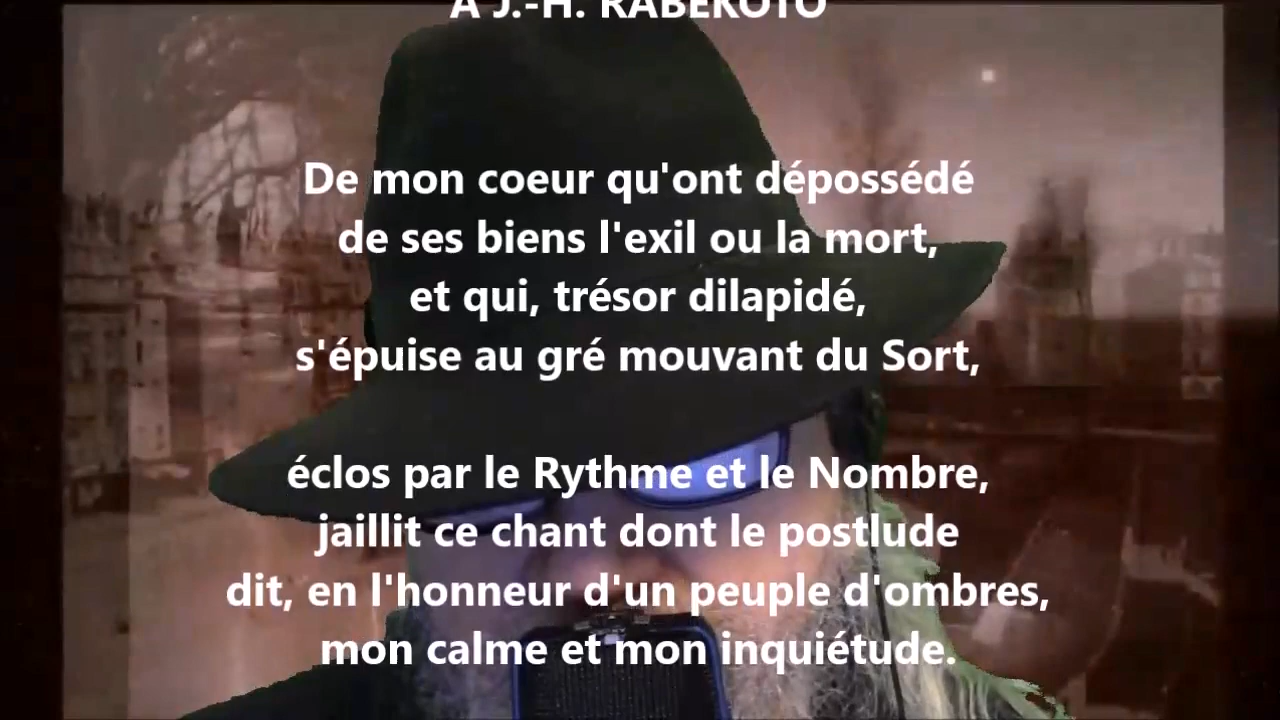 A J.-H. RABEKOTO
De mon coeur qu'ont dépossédé
de ses biens l'exil ou la mort,
et qui, trésor dilapidé,
s'épuise au gré mouvant du Sort,
éclos par le Rythme et le Nombre,
jaillit ce chant dont le postlude
dit, en l'honneur d'un peuple d'ombres,
mon calme et mon inquiétude.